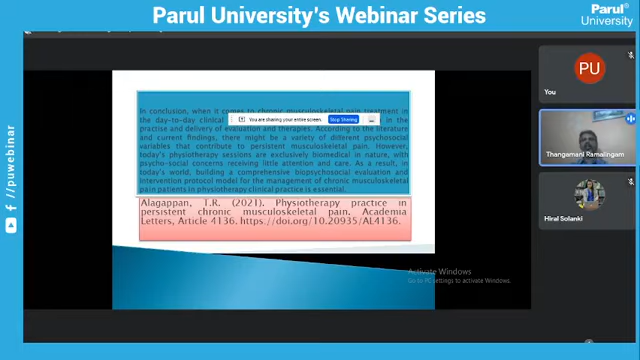 Parul University's Webinar Series
Parul®
University
In conclusion, when it comes to chronic musculoskeletal pain treatment in
the day-to-day clinical in the
You are sharing your entire screen. Stop Sharing
practise and delivery of evaluation and therapies. According to the literature
and current findings, there might be a variety of different psychosocial
variables that contribute to persistent musculoskeletal pain. However,
today's physiotherapy sessions are exclusively biomedical in nature, with
psycho-social concerns receiving little attention and care. As a result, in
today's world, building a comprehensive biopsychosocial evaluation and
intervention protocol model for the management of chronic musculoskeletal
pain patients in physiotherapy clinical practice is essential.
Alagappan, T.R. (2021). Physiotherapy practice in
persistent chronic musculoskeletal pain. Academia
Letters, Article 4136. https://doi.org/10.20935/AL4136.
Activate Windows
Go to PC settings to activate Windows.
PU
You
Thangamani Ramalingam
Hiral Solanki
//puwebinar